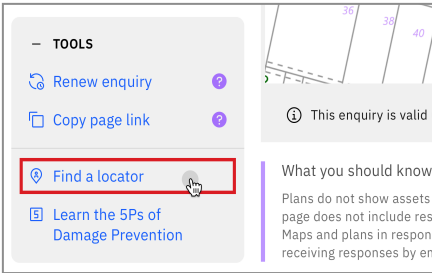 36
38
40
– TOOLS
Renew enquiry ?
Copy page link ?
This enquiry is valid
Find a locator
What you should know
5 Learn the 5Ps of
Damage Prevention
Plans do not show assets
page does not include res
Maps and plans in respon
receiving responses by en